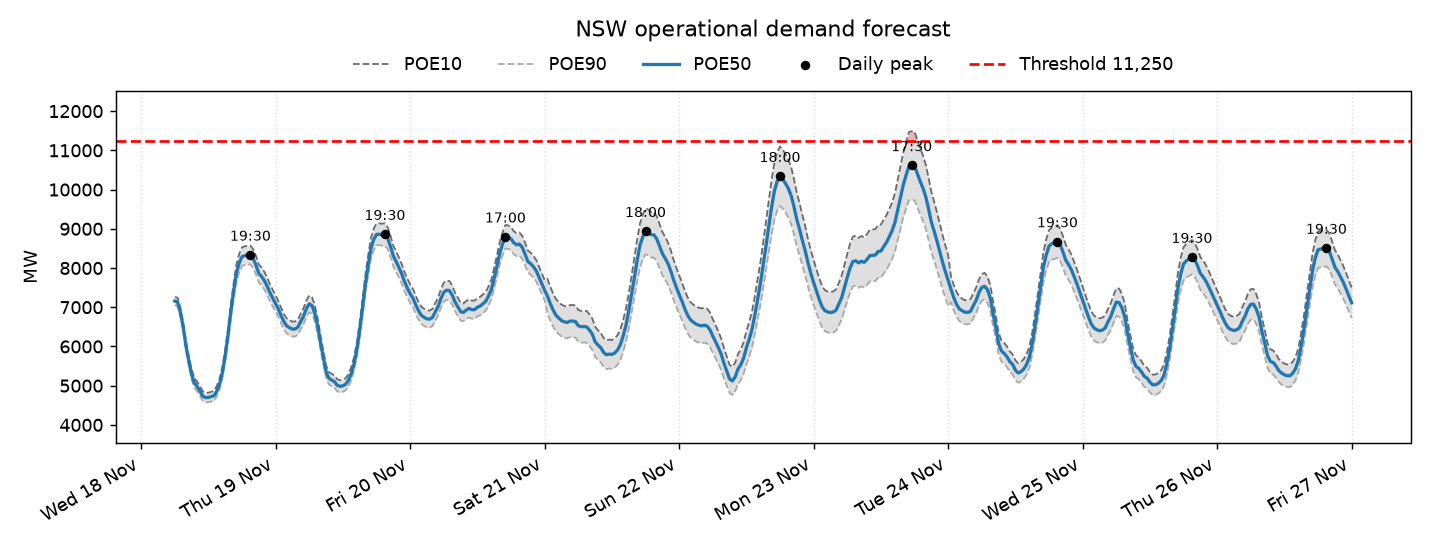 NSW operational demand forecast
POE10 POE90 POE50 Daily peak Threshold 11,250
MW
12000
11000
10000
9000
8000
7000
6000
5000
4000
19:30
19:30
17:00
18:00
18:00
17:30
19:30
19:30
19:30
Wed 18 Nov
Thu 19 Nov
Fri 20 Nov
Sat 21 Nov
Sun 22 Nov
Mon 23 Nov
Tue 24 Nov
Wed 25 Nov
Thu 26 Nov
Fri 27 Nov